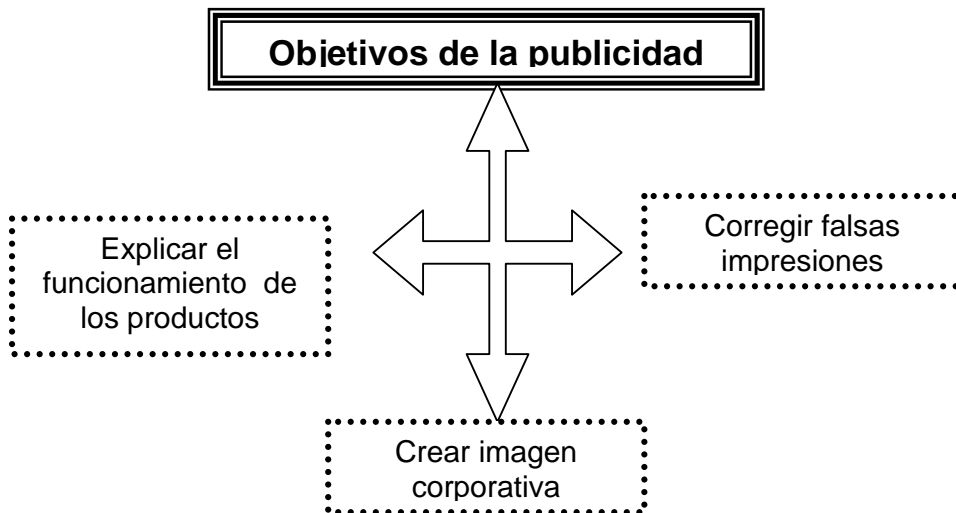 Objetivos de la publicidad
Explicar el
funcionamiento de
los productos
Corregir falsas
impresiones
Crear imagen
corporativa